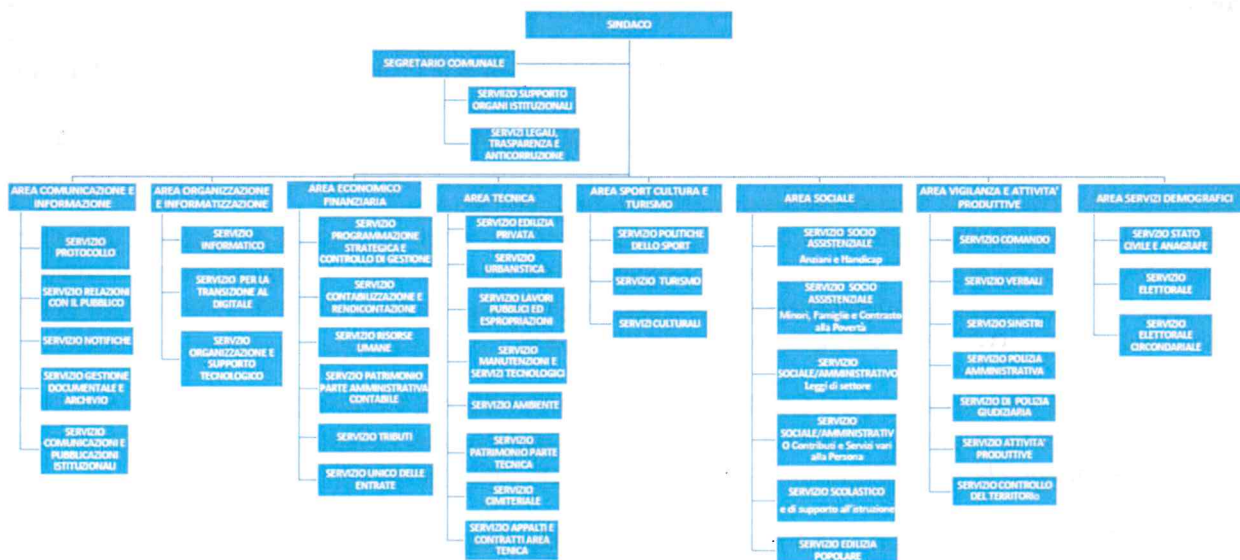 SINDACO
SEGRETARIO COMUNALE
SERVIIZO SUPPORTO
ORGANI ISTITUZIONALI
SERVIZI LEGALI,
TRASPARENZA E
ANTICORRUZIONE
AREA COMUNICAZIONE E
INFORMAZIONE
SERVIZIO
PROTOCOLLO
SERVIZIO RELAZIONI
CON IL PUBBLICO
SERVIZIO NOTIFICHE
SERVIZIO GESTIONE
DOCUMENTALE E
ARCHIVIO
SERVIZIO
COMUNICAZIONI E
PUBBLICAZIONI
ISTITUZIONALI
AREA ORGANIZZAZIONE
E INFORMATIZZAZIONE
SERVIZIO
INFORMATICO
SERVIZIO PER LA
TRANSIZIONE AL
DIGITALE
SERVZIO
ORGANIZZAZIONE E
SUPPORTO
TECNOLOGICO
AREA ECONOMICO
FINANZIARIA
SERVIZIO
PROGRAMMAZIONE
STRATEGICA E
CONTROLLO DI GESTIONE
SERVIZIO
CONTABILIZZAZIONE E
RENDICONTAZIONE
SERVIZIO RISORSE
UMANE
SERVIZIO PATRIMONIO
PARTE AMMINISTRATIVA
CONTABILE
SERVIZIO TRIBUTI
SERVIZIO UNICO DELLE
ENTRATE
AREA TECNICA
SERVIZIO EDILIZIA
PRIVATA
SERVIZIO
URBANISTICA
SERVIZIO LAVORI
PUBBLICI ED
ESPROPRIAZIONI
SERVIZIO
MANUTENZIONI E
SERVIZI TECNOLOGICI
SERVIZIO AMBIENTE
SERVIZIO
PATRIMONIO PARTE
TECNICA
SERVIZIO
CIMITERIALE
SERVIZIO APPALTI E
CONTRATTI AREA
TENICA
AREA SPORT CULTURA E
TURISMO
SERVIZIO POLITICHE
DELLO SPORT
SERVIZIO TURISMO
SERVIZI CULTURALI
AREA SOCIALE
SERVIZIO SOCIO
ASSISTENZIALE
Anziani e Handicap
SERVIZIO SOCIO
ASSISTENZIALE
Minori, Famiglie e Contrasto
alla Povertà
SERVIZIO
SOCIALE/AMMINISTRATIVO
Leggi di settore
SERVIZIO
SOCIALE/AMMINISTRATIV
O Contributi e Servizi vari
alla Persona
SERVIZIO SCOLASTICO
e di supporto all'istruzione
SERVIZIO EDILIZIA
POPOLARE
AREA VIGILANZA E ATTIVITA'
PRODUTTIVE
SERVIZIO COMANDO
SERVIZIO VERBALI
SERVIZIO SINISTRI
SERVIZIO POLIZIA
AMMINISTRATIVA
SERVIZIO DI POLIZIA
GIUDIZIARIA
SERVIZIO ATTIVITA'
PRODUTTIVE
SERVIZIO CONTROLLO
DEL TERRITORIo
AREA SERVIZI DEMOGRAFICI
SERVZIO STATO
CIVILE E ANAGRAFE
SERVIZIO
ELETTORALE
SERVIZIO
ELETTORALE
CIRCONDARIALE